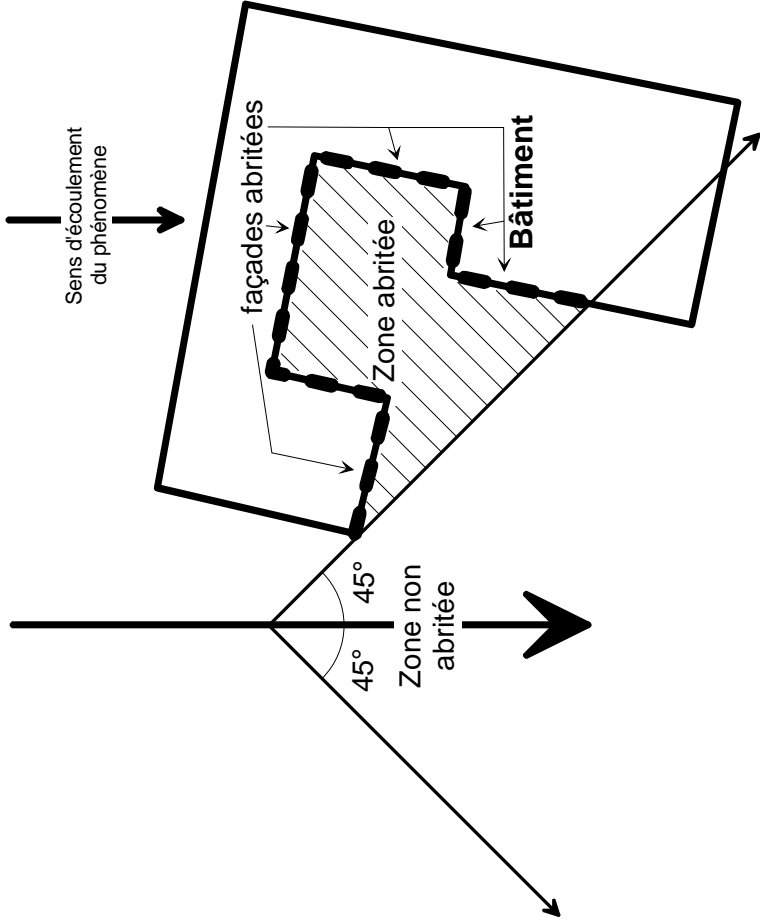 Sens d'écoulement
du phénomène
façades abritées
Bâtiment
Zone abritée
45°
45°
Zone non
abritée